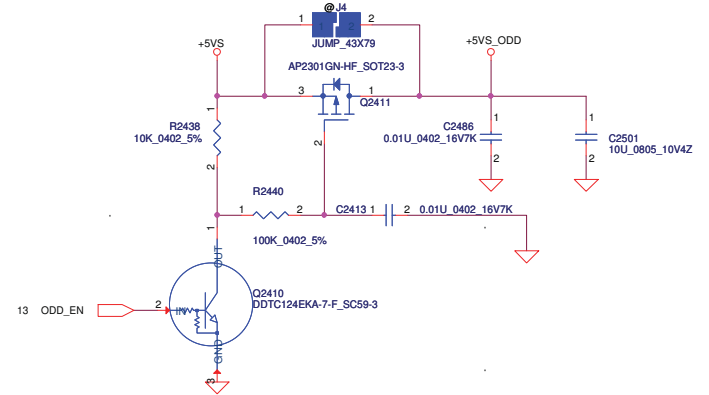 @ J4
1
2
1
2
JUMP_43X79
+5VS
+5VS_ODD
AP2301GN-HF_SOT23-3
3
1
Q2411
2
1
R2438
10K_0402_5%
2
C2486
0.01U_0402_16V7K
1
2
1
2
C2501
10U_0805_10V4Z
R2440
1
2
100K_0402_5%
C2413
1
2
0.01U_0402_16V7K
1
OUT
Q2410
DDTC124EKA-7-F_SC59-3
13
ODD_EN
2
IN
GND
3